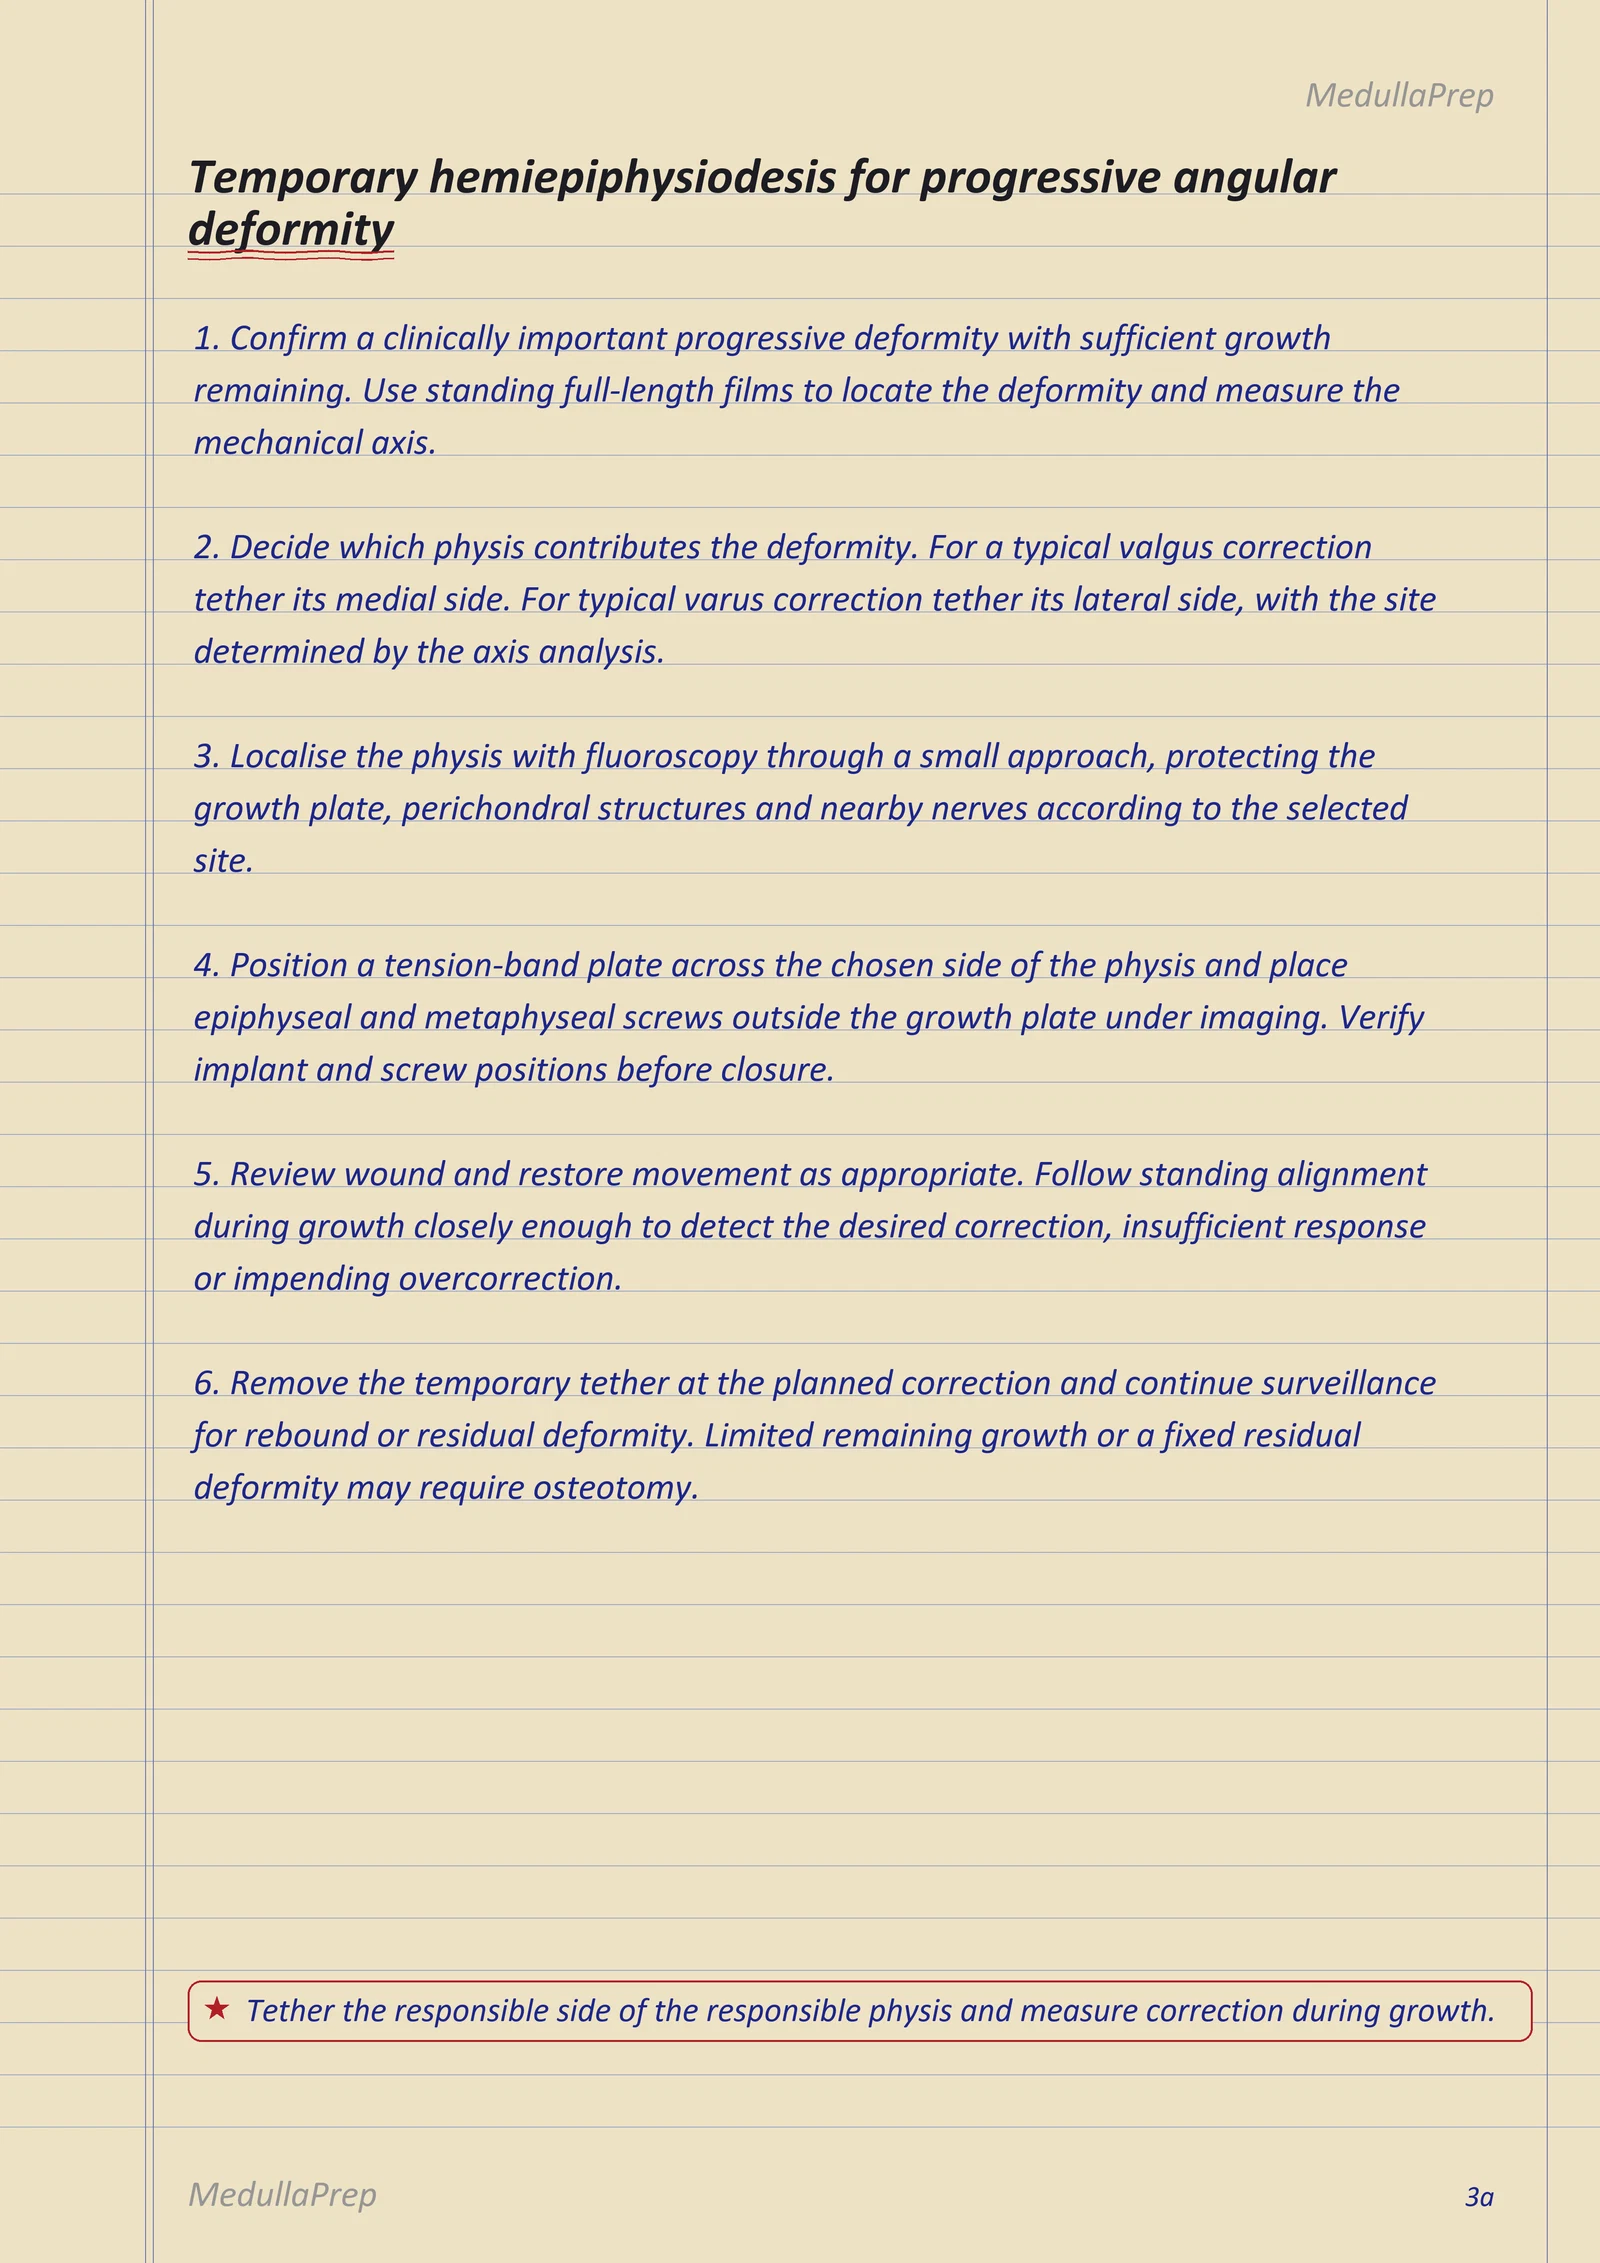 MedullaPrep
Temporary hemiepiphysiodesis for progressive angular
deformity
1. Confirm a clinically important progressive deformity with sufficient growth
remaining. Use standing full-length films to locate the deformity and measure the
mechanical axis.
2. Decide which physis contributes the deformity. For a typical valgus correction
tether its medial side. For typical varus correction tether its lateral side, with the site
determined by the axis analysis.
3. Localise the physis with fluoroscopy through a small approach, protecting the
growth plate, perichondral structures and nearby nerves according to the selected
site.
4. Position a tension-band plate across the chosen side of the physis and place
epiphyseal and metaphyseal screws outside the growth plate under imaging. Verify
implant and screw positions before closure.
5. Review wound and restore movement as appropriate. Follow standing alignment
during growth closely enough to detect the desired correction, insufficient response
or impending overcorrection.
6. Remove the temporary tether at the planned correction and continue surveillance
for rebound or residual deformity. Limited remaining growth or a fixed residual
deformity may require osteotomy.
★ Tether the responsible side of the responsible physis and measure correction during growth.
MedullaPrep
3a